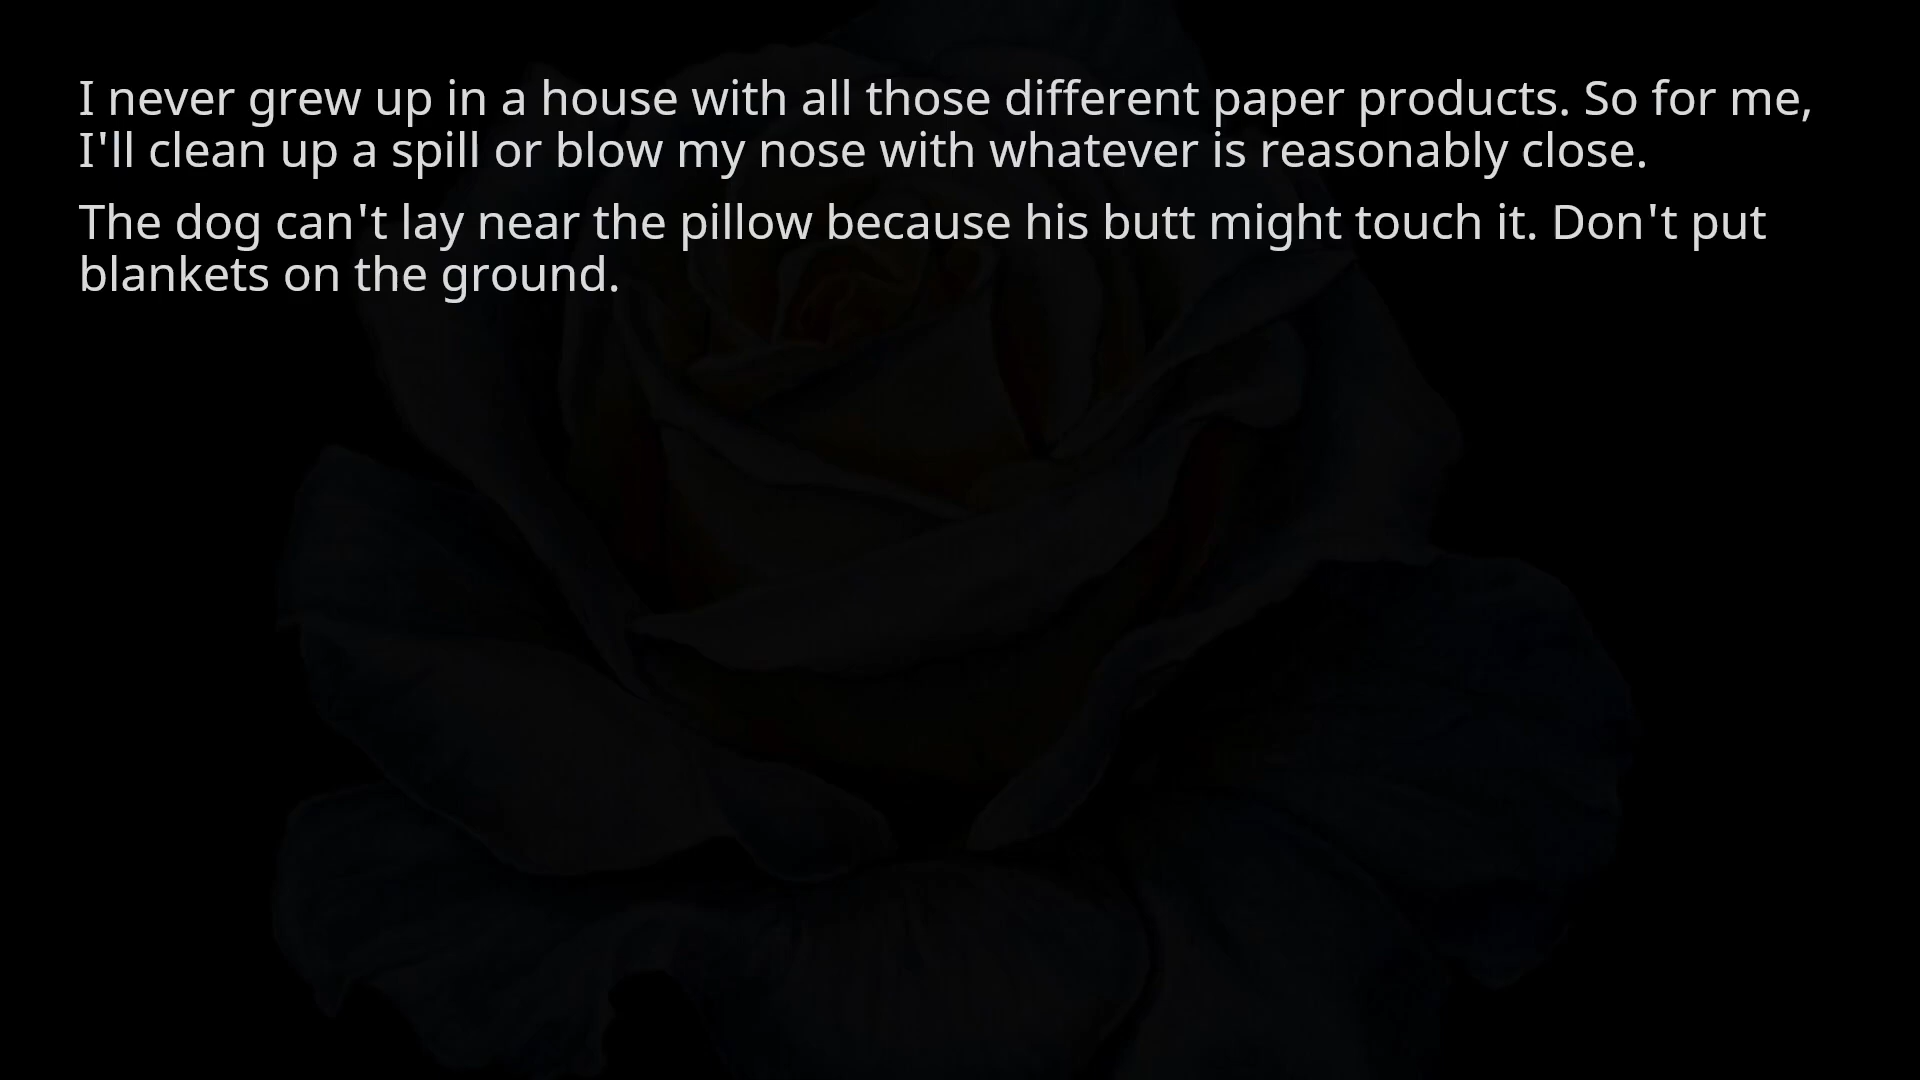 I never grew up in a house with all those different paper products. So for me,
I'll clean up a spill or blow my nose with whatever is reasonably close.
The dog can't lay near the pillow because his butt might touch it. Don't put
blankets on the ground.